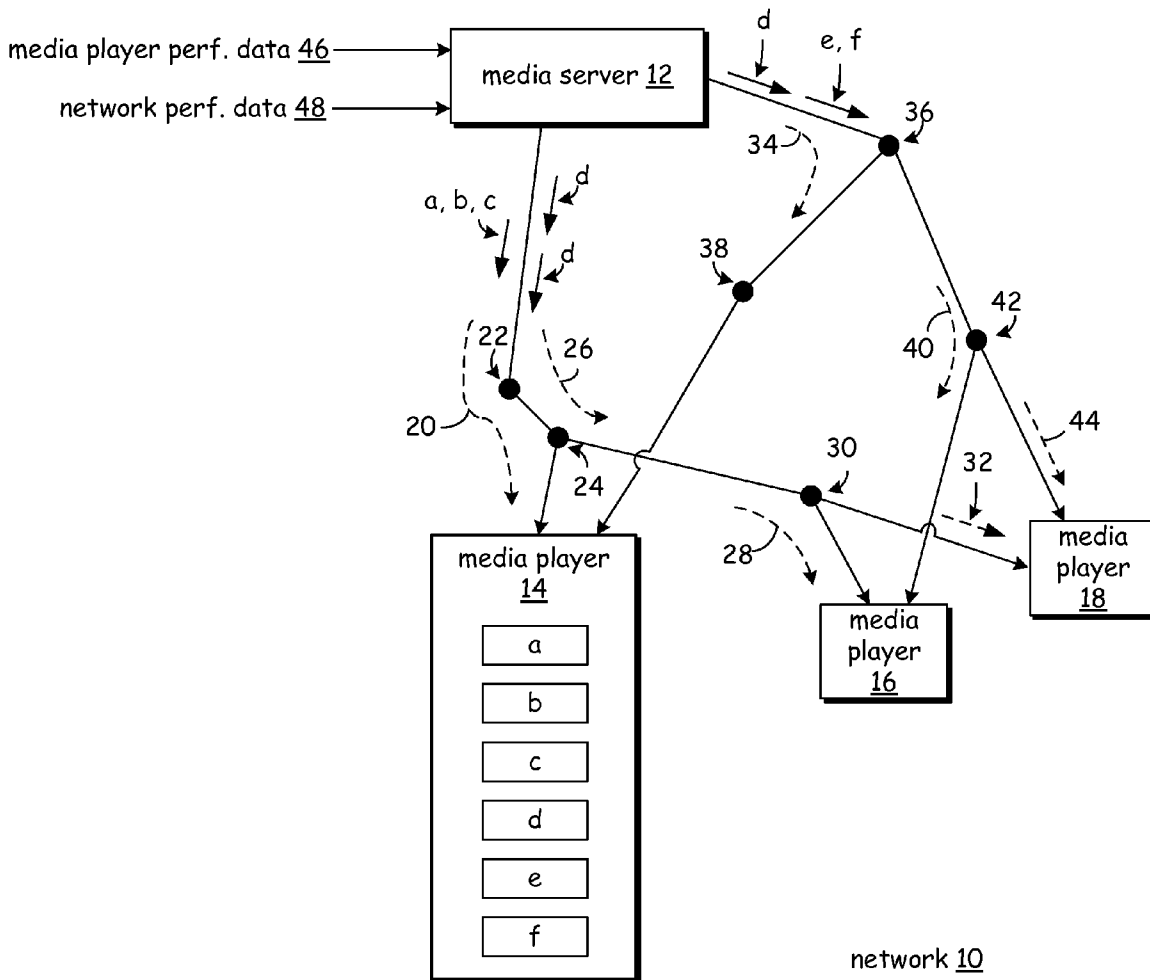 media player perf. data 46
network perf. data 48
media server 12
d
e, f
36
34
d
a, b, c
d
38
22
26
20
24
40
42
44
30
32
28
media player 14
a
b
c
d
e
f
media
player
16
media
player
18
network 10